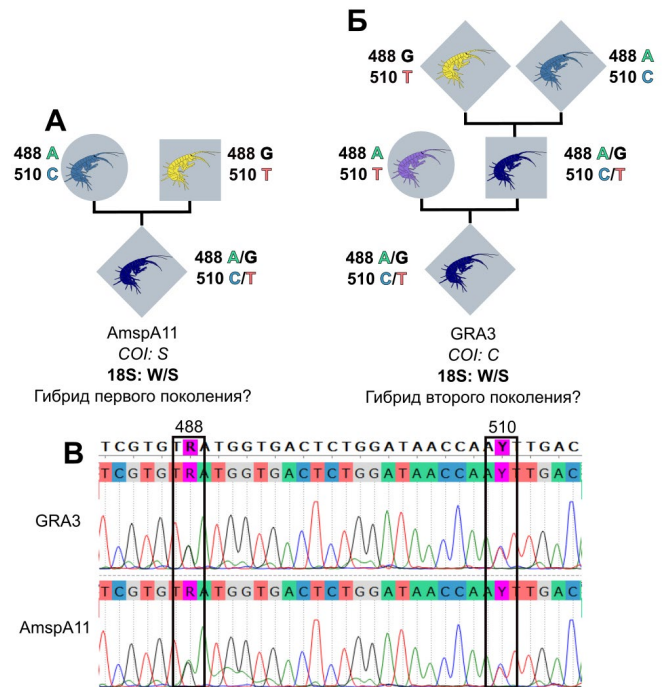 Б
488 G
510 T
488 A
510 C
А
488 A
510 C
488 G
510 T
488 A
510 T
488 A/G
510 C/T
488 A/G
510 C/T
488 A/G
510 C/T
AmspA11
COI: S
18S: W/S
Гибрид первого поколения?
GRA3
COI: C
18S: W/S
Гибрид второго поколения?
В
488
510
TCGTGTRATGGTGACTCTGGATAACCAAYTTGAC
TCGTGTRATGGTGACTCTGGATAACCAAYTTGAC
GRA3
TCGTGTRATGGTGACTCTGGATAACCAAYTTGAC
AmspA11